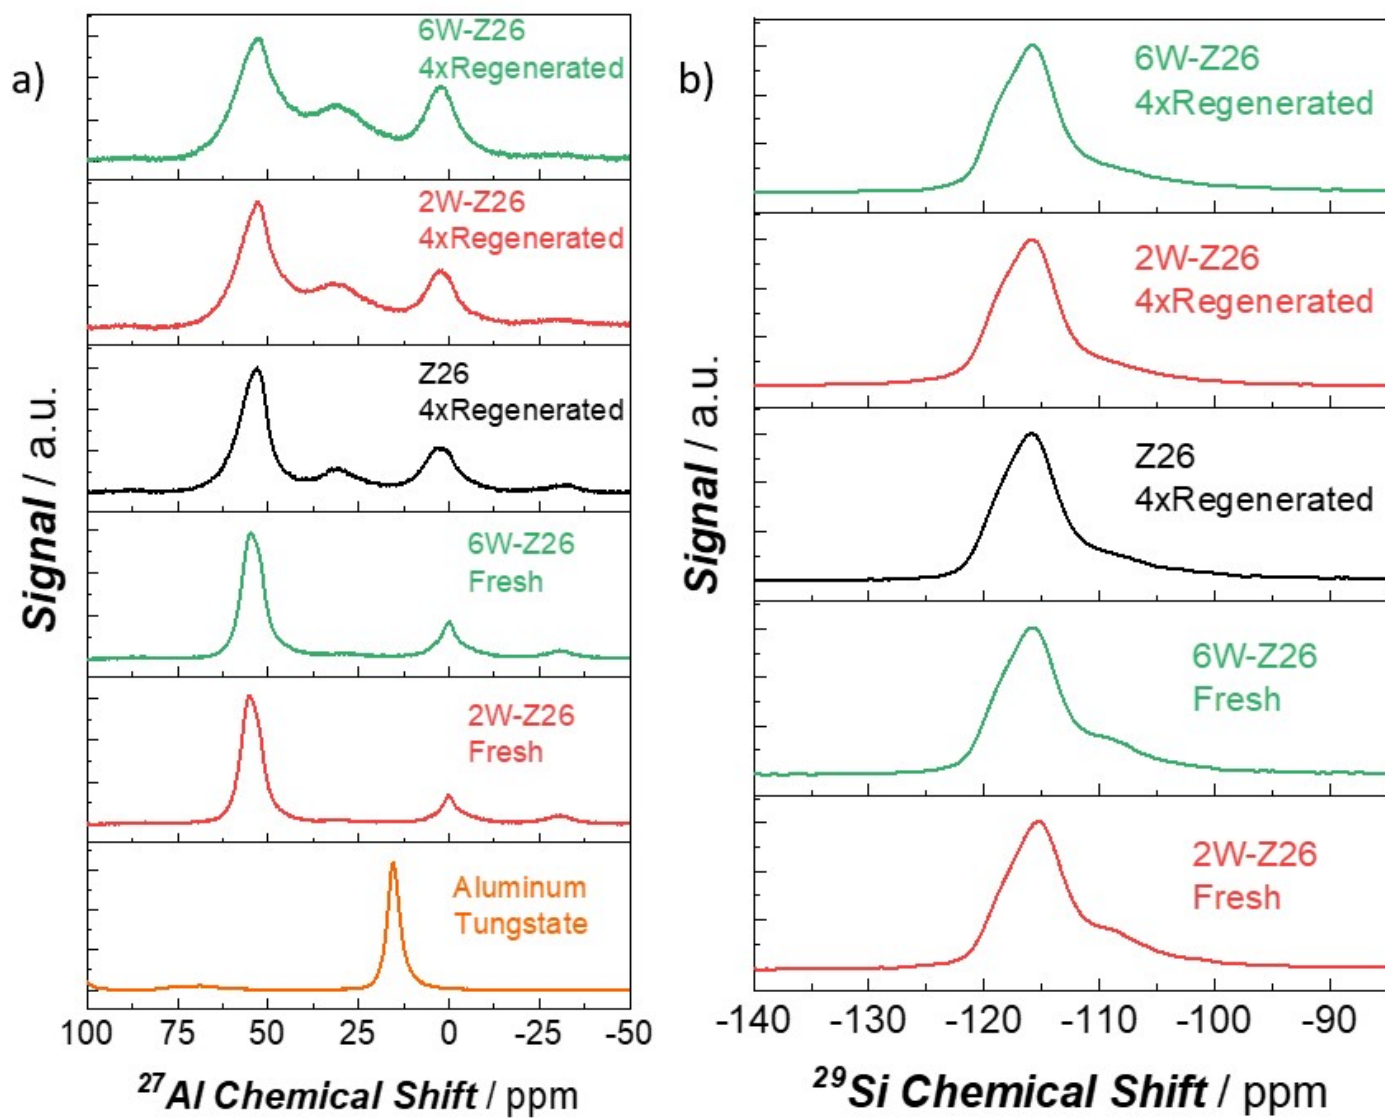 a)
6W-Z26
4xRegenerated
2W-Z26
4xRegenerated
Z26
4xRegenerated
6W-Z26
Fresh
2W-Z26
Fresh
Aluminum
Tungstate
Signal / a.u.
100 75 50 25 0 -25 -50
²⁷Al Chemical Shift / ppm
b)
6W-Z26
4xRegenerated
2W-Z26
4xRegenerated
Z26
4xRegenerated
6W-Z26
Fresh
2W-Z26
Fresh
Signal / a.u.
-140 -130 -120 -110 -100 -90
²⁹Si Chemical Shift / ppm